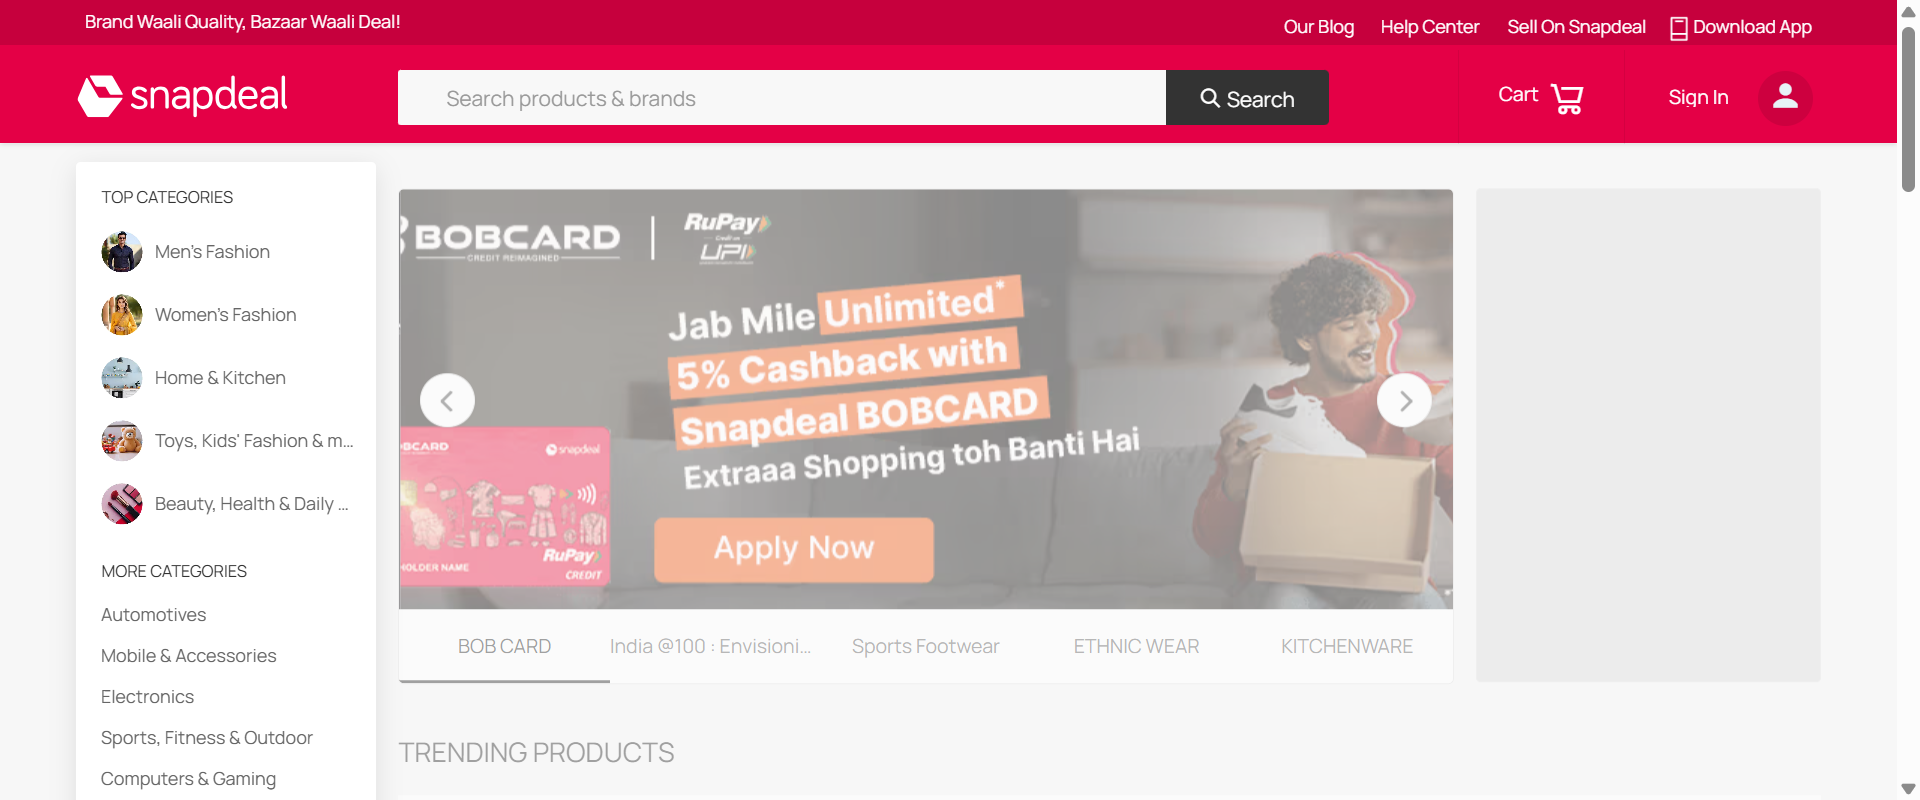 Brand Waali Quality, Bazaar Waali Deal!
Our Blog
Help Center
Sell On Snapdeal
Download App
snapdeal
Search products & brands
Search
Cart
Sign In
TOP CATEGORIES
Men's Fashion
Women's Fashion
Home & Kitchen
Toys, Kids' Fashion & m...
Beauty, Health & Daily ...
MORE CATEGORIES
Automotives
Mobile & Accessories
Electronics
Sports, Fitness & Outdoor
Computers & Gaming
BOBCARD
CREDIT REIMAGINED
RuPay
Credit on
UPI
Jab Mile Unlimited*
5% Cashback with
Snapdeal BOBCARD
Extraaa Shopping toh Banti Hai
Apply Now
BCARD
snapdeal
HOLDER NAME
RuPay
CREDIT
BOB CARD
India @100 : Envisioni...
Sports Footwear
ETHNIC WEAR
KITCHENWARE
TRENDING PRODUCTS